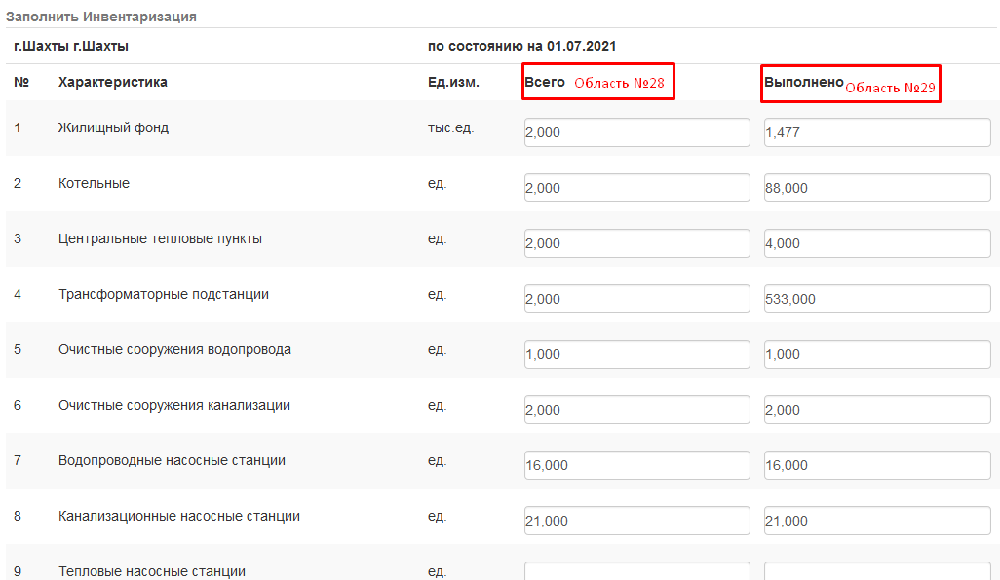 Заполнить Инвентаризация
г.Шахты г.Шахты по состоянию на 01.07.2021
№ Характеристика Ед.изм. Всего Область №28 Выполнено Область №29
1 Жилищный фонд тыс.ед. 2,000 1,477
2 Котельные ед. 2,000 88,000
3 Центральные тепловые пункты ед. 2,000 4,000
4 Трансформаторные подстанции ед. 2,000 533,000
5 Очистные сооружения водопровода ед. 1,000 1,000
6 Очистные сооружения канализации ед. 2,000 2,000
7 Водопроводные насосные станции ед. 16,000 16,000
8 Канализационные насосные станции ед. 21,000 21,000
9 Тепловые насосные станции ед.